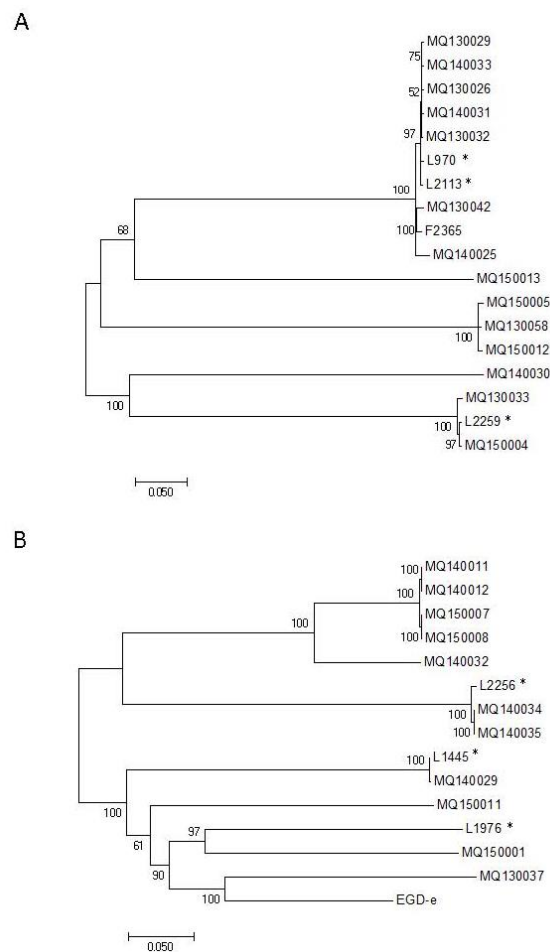 A
MQ130029
75
MQ140033
52
MQ130026
MQ140031
97
MQ130032
L970 *
100
L2113 *
MQ130042
100
F2365
MQ140025
68
MQ150013
MQ150005
MQ130058
100
MQ150012
MQ140030
100
MQ130033
100
L2259 *
97
MQ150004
0.050
B
100
MQ140011
100
MQ140012
MQ150007
100
MQ150008
100
MQ140032
L2256 *
100
MQ140034
100
MQ140035
100
L1445 *
MQ140029
100
MQ150011
61
97
L1976 *
MQ150001
90
MQ130037
100
EGD-e
0.050